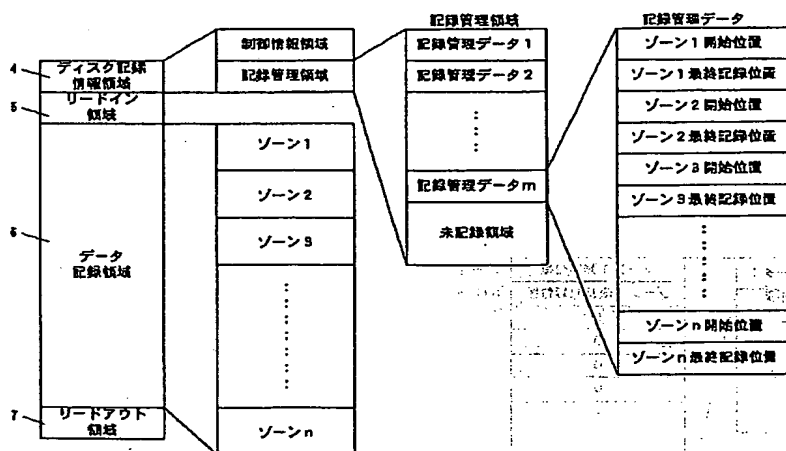 4
ディスク記録
情報領域
5
リードイン
領域
6
データ
記録領域
7
リードアウト
領域
制御情報領域
記録管理領域
ゾーン1
ゾーン2
ゾーン3
ゾーンn
記録管理領域
記録管理データ1
記録管理データ2
記録管理データm
未記録領域
記録管理データ
ゾーン1開始位置
ゾーン1最終記録位置
ゾーン2開始位置
ゾーン2最終記録位置
ゾーン3開始位置
ゾーン3最終記録位置
ゾーンn開始位置
ゾーンn最終記録位置